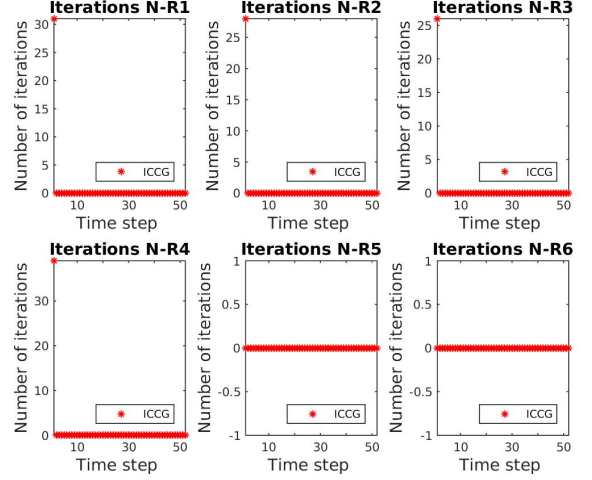 Iterations N-R1
Number of iterations
30
25
20
15
10
5
0
ICCG
10 30 50
Time step
Iterations N-R2
Number of iterations
25
20
15
10
5
0
ICCG
10 30 50
Time step
Iterations N-R3
Number of iterations
25
20
15
10
5
0
ICCG
10 30 50
Time step
Iterations N-R4
Number of iterations
30
20
10
0
ICCG
10 30 50
Time step
Iterations N-R5
Number of iterations
1
0.5
0
-0.5
-1
ICCG
10 30 50
Time step
Iterations N-R6
Number of iterations
1
0.5
0
-0.5
-1
ICCG
10 30 50
Time step